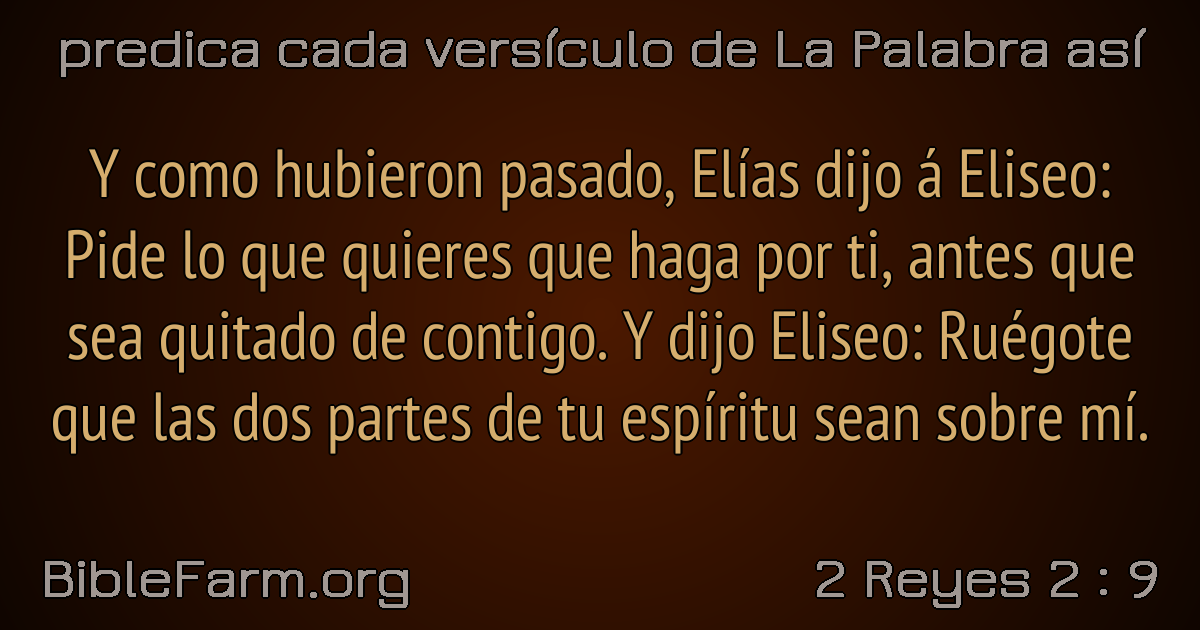 predica cada versículo de La Palabra así
Y como hubieron pasado, Elías dijo á Eliseo:
Pide lo que quieres que haga por ti, antes que
sea quitado de contigo. Y dijo Eliseo: Ruégote
que las dos partes de tu espíritu sean sobre mí.
BibleFarm.org
2 Reyes 2 : 9